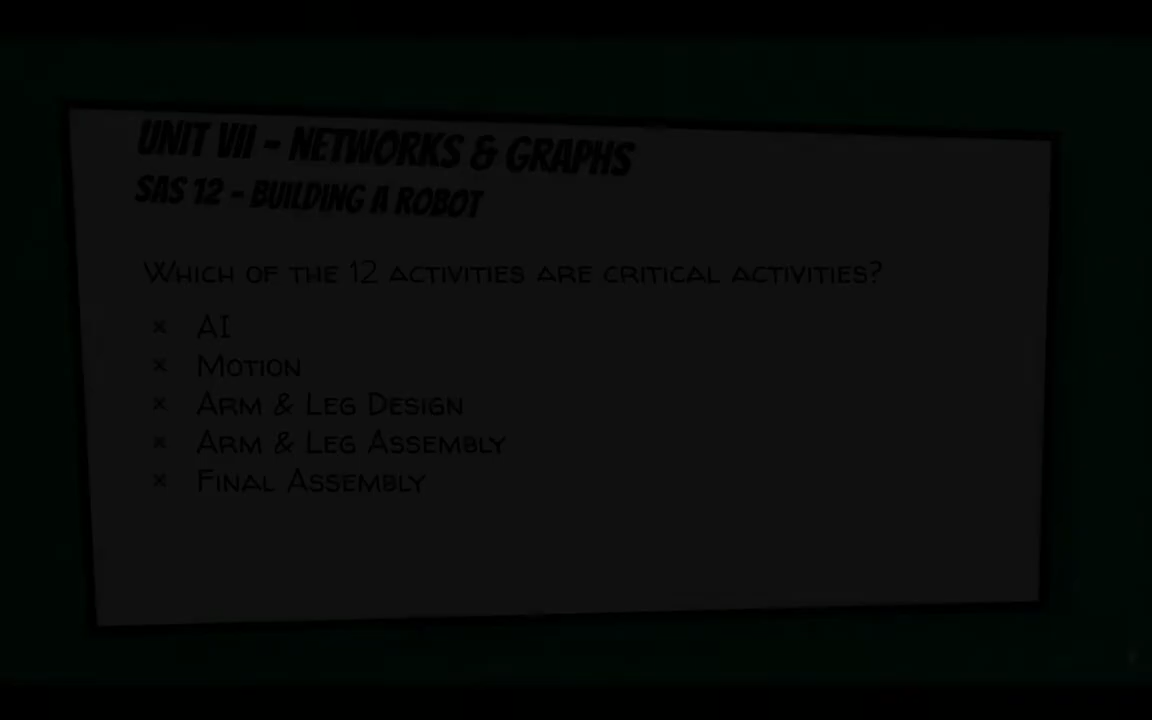 UNIT VII - NETWORKS & GRAPHS
SAS 12 - BUILDING A ROBOT
WHICH OF THE 12 ACTIVITIES ARE CRITICAL ACTIVITIES?
× AI
× MOTION
× ARM & LEG DESIGN
× ARM & LEG ASSEMBLY
× FINAL ASSEMBLY